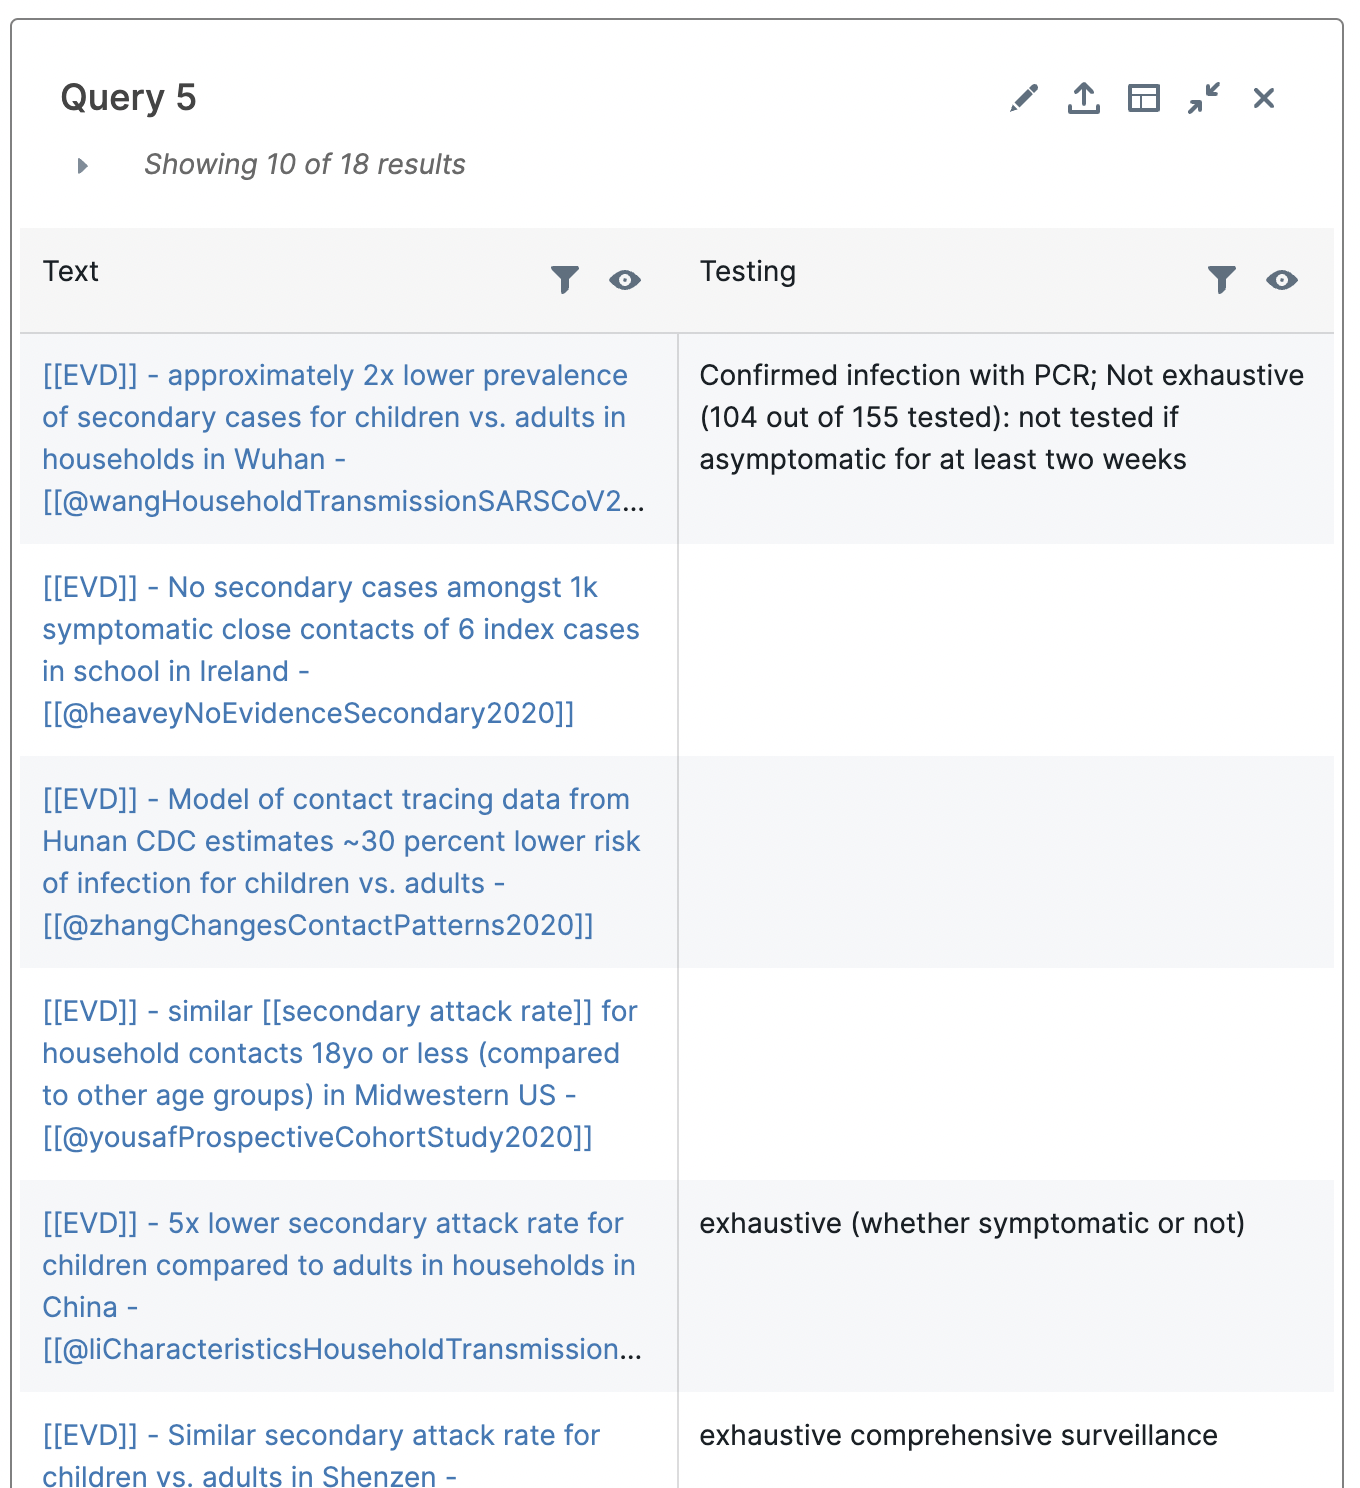 Query 5
Showing 10 of 18 results
Text
Testing
[[EVD]] - approximately 2x lower prevalence
of secondary cases for children vs. adults in
households in Wuhan -
[[@wangHouseholdTransmissionSARSCoV2...
Confirmed infection with PCR; Not exhaustive
(104 out of 155 tested): not tested if
asymptomatic for at least two weeks
[[EVD]] - No secondary cases amongst 1k
symptomatic close contacts of 6 index cases
in school in Ireland -
[[@heaveyNoEvidenceSecondary2020]]
[[EVD]] - Model of contact tracing data from
Hunan CDC estimates ~30 percent lower risk
of infection for children vs. adults -
[[@zhangChangesContactPatterns2020]]
[[EVD]] - similar [[secondary attack rate]] for
household contacts 18yo or less (compared
to other age groups) in Midwestern US -
[[@yousafProspectiveCohortStudy2020]]
[[EVD]] - 5x lower secondary attack rate for
children compared to adults in households in
China -
[[@liCharacteristicsHouseholdTransmission...
exhaustive (whether symptomatic or not)
[[EVD]] - Similar secondary attack rate for
children vs. adults in Shenzen -
exhaustive comprehensive surveillance